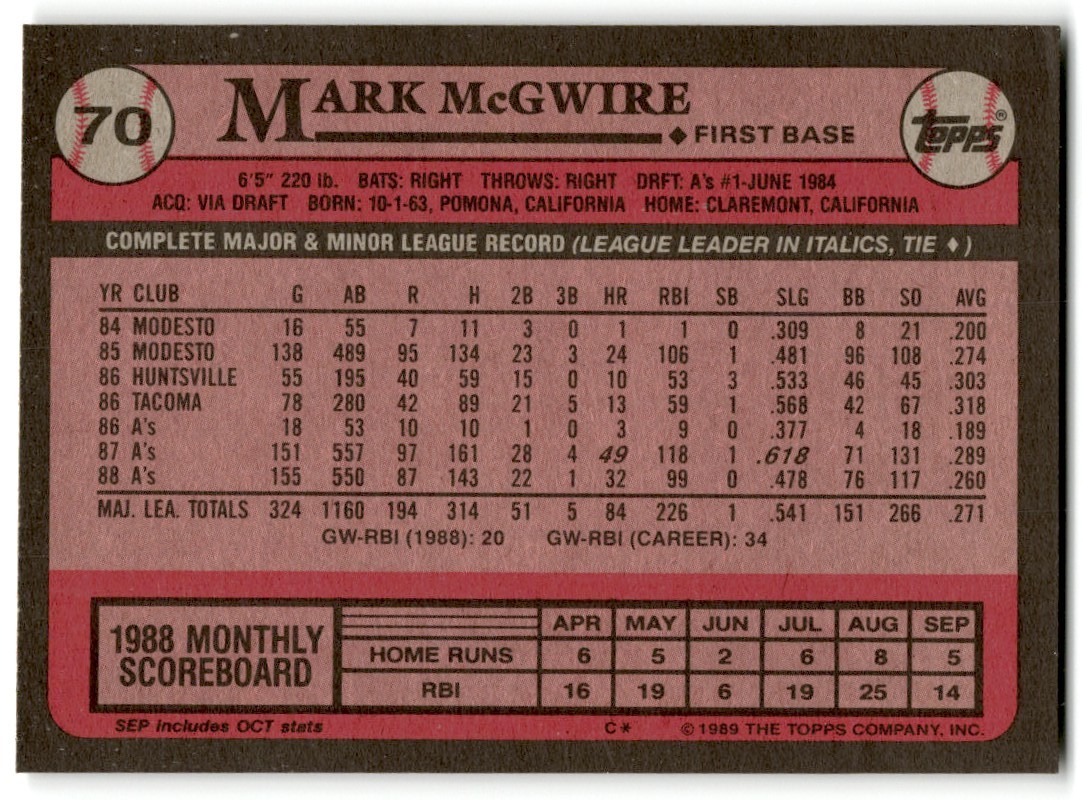 70
MARK McGWIRE
◆ FIRST BASE
topps®
6'5" 220 lb. BATS: RIGHT THROWS: RIGHT DRFT: A's #1-JUNE 1984
ACQ: VIA DRAFT BORN: 10-1-63, POMONA, CALIFORNIA HOME: CLAREMONT, CALIFORNIA
COMPLETE MAJOR & MINOR LEAGUE RECORD (LEAGUE LEADER IN ITALICS, TIE ♦)
YR CLUB G AB R H 2B 3B HR RBI SB SLG BB SO AVG
84 MODESTO 16 55 7 11 3 0 1 1 0 .309 8 21 .200
85 MODESTO 138 489 95 134 23 3 24 106 1 .481 96 108 .274
86 HUNTSVILLE 55 195 40 59 15 0 10 53 3 .533 46 45 .303
86 TACOMA 78 280 42 89 21 5 13 59 1 .568 42 67 .318
86 A's 18 53 10 10 1 0 3 9 0 .377 4 18 .189
87 A's 151 557 97 161 28 4 49 118 1 .618 71 131 .289
88 A's 155 550 87 143 22 1 32 99 0 .478 76 117 .260
MAJ. LEA. TOTALS 324 1160 194 314 51 5 84 226 1 .541 151 266 .271
GW-RBI (1988): 20 GW-RBI (CAREER): 34
1988 MONTHLY
SCOREBOARD
APR MAY JUN JUL AUG SEP
HOME RUNS 6 5 2 6 8 5
RBI 16 19 6 19 25 14
SEP includes OCT stats C* © 1989 THE TOPPS COMPANY, INC.